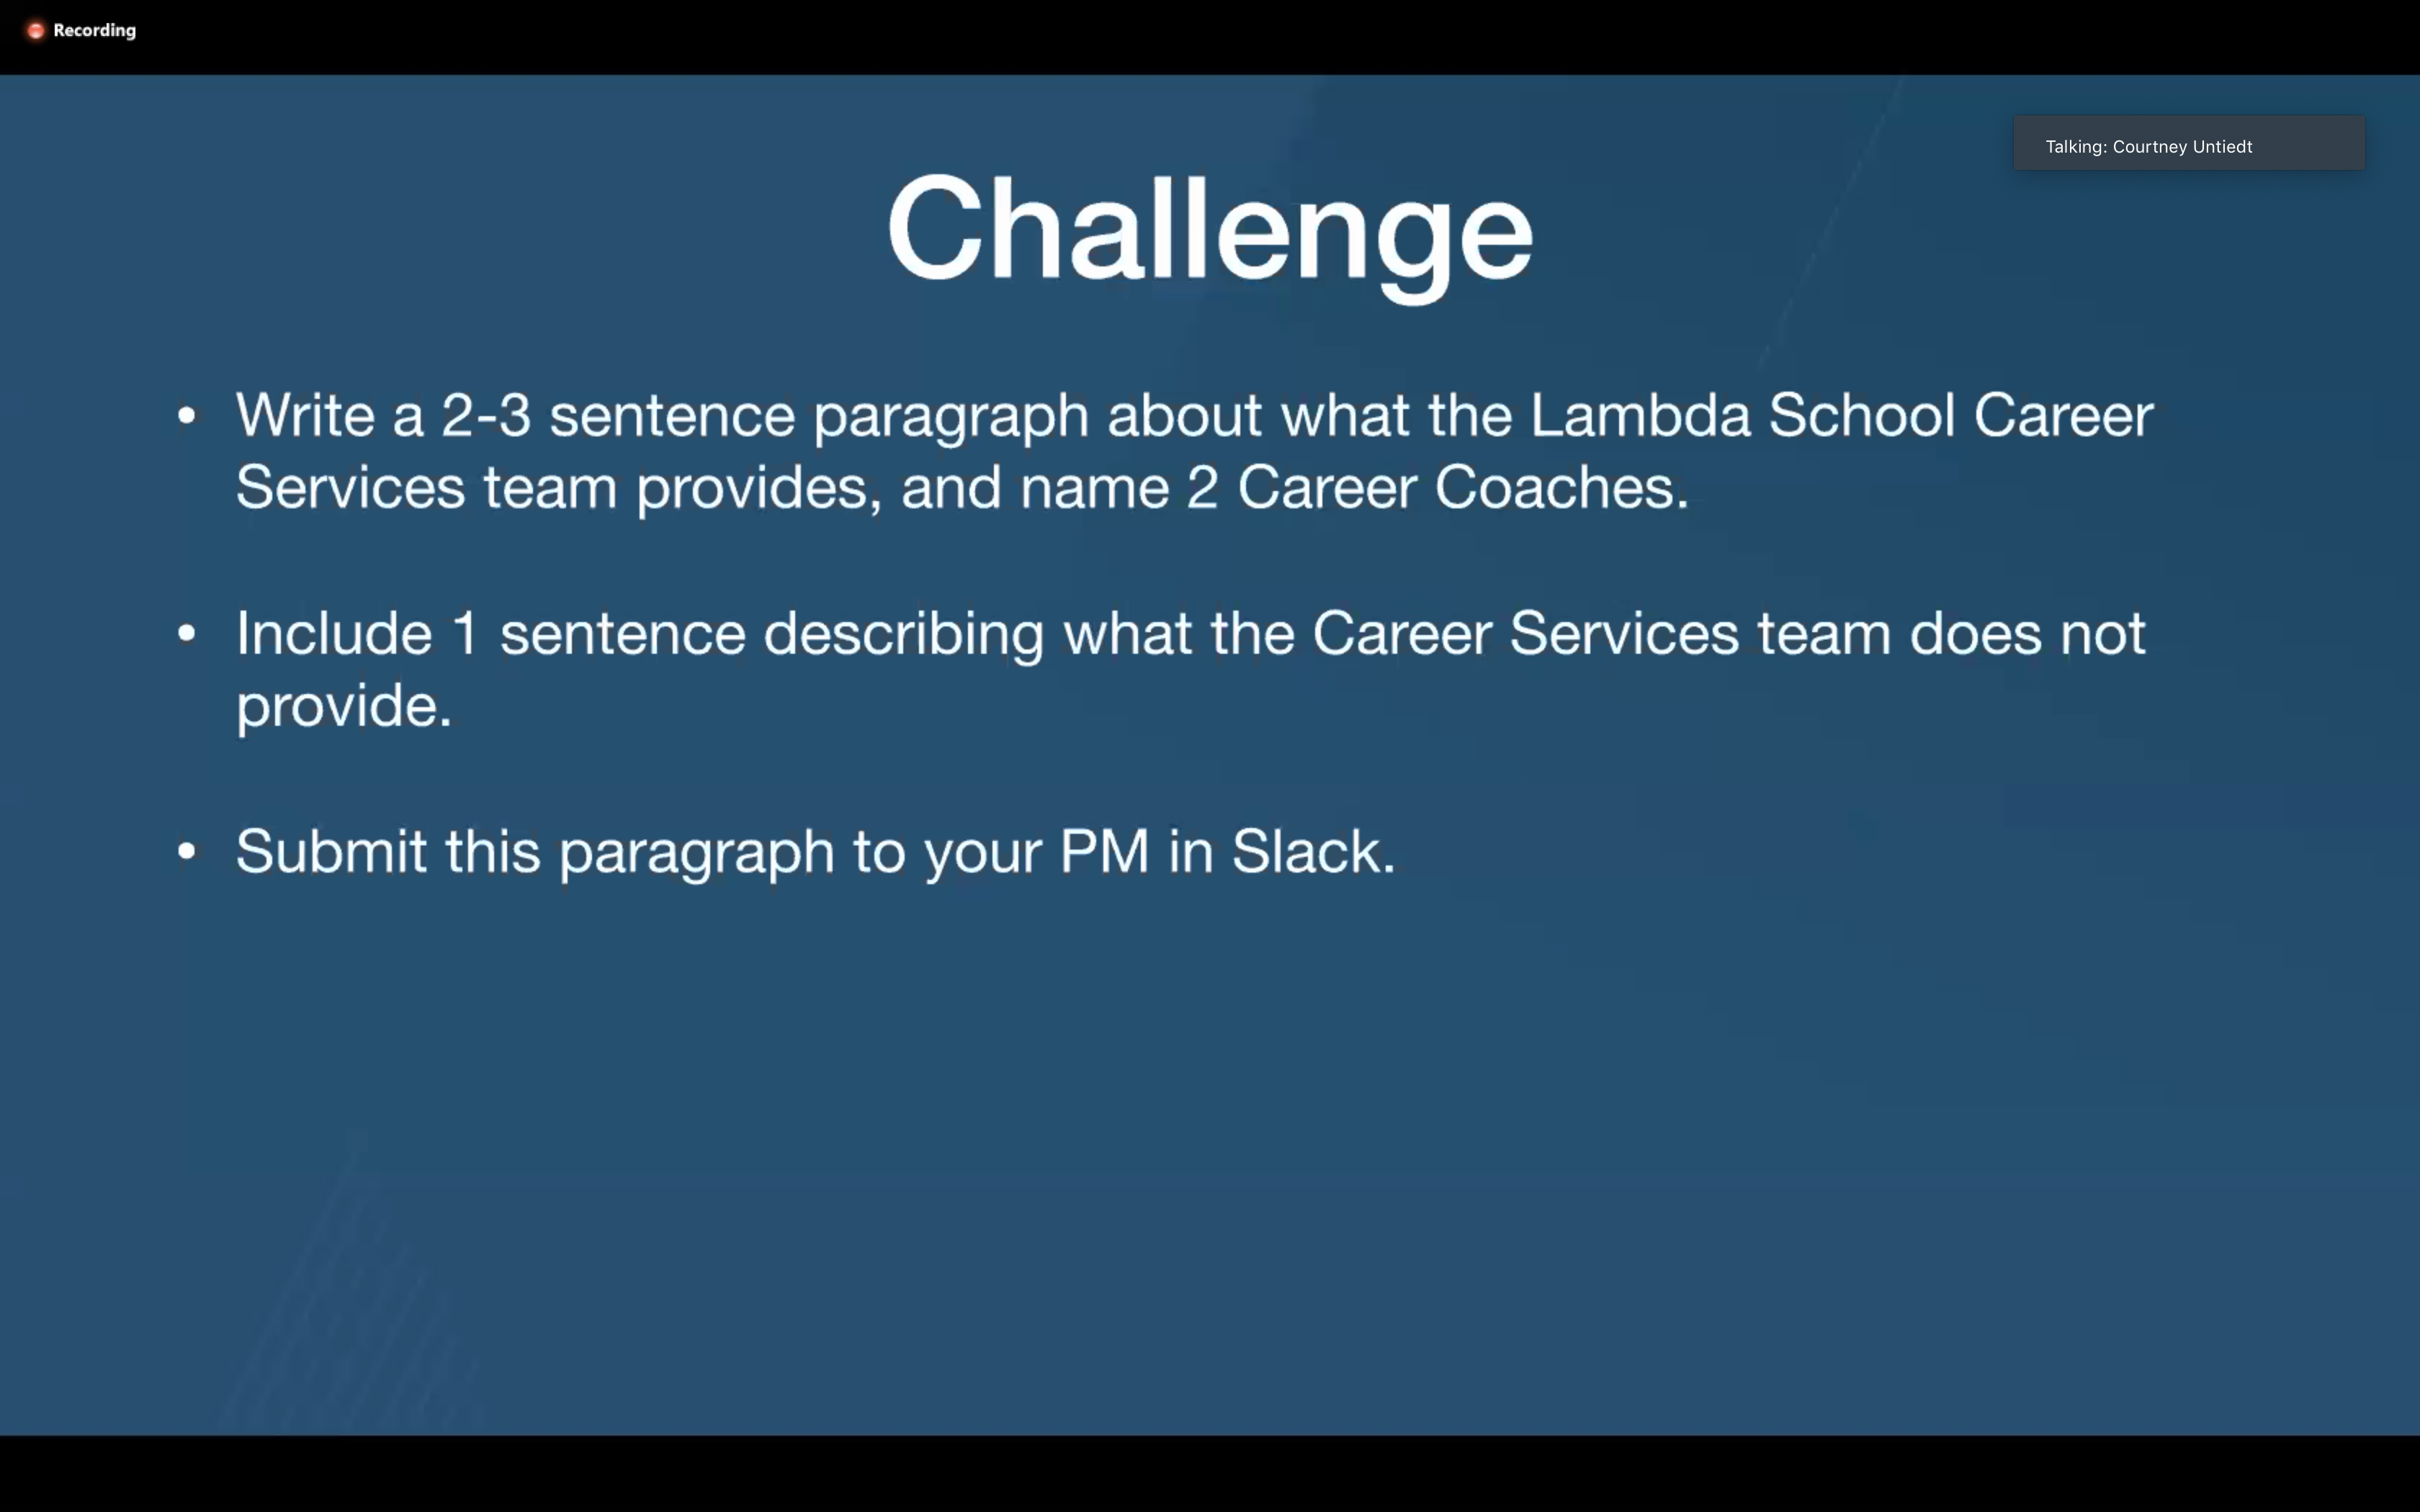 Recording
Talking: Courtney Untiedt
Challenge
• Write a 2-3 sentence paragraph about what the Lambda School Career
Services team provides, and name 2 Career Coaches.
• Include 1 sentence describing what the Career Services team does not
provide.
• Submit this paragraph to your PM in Slack.